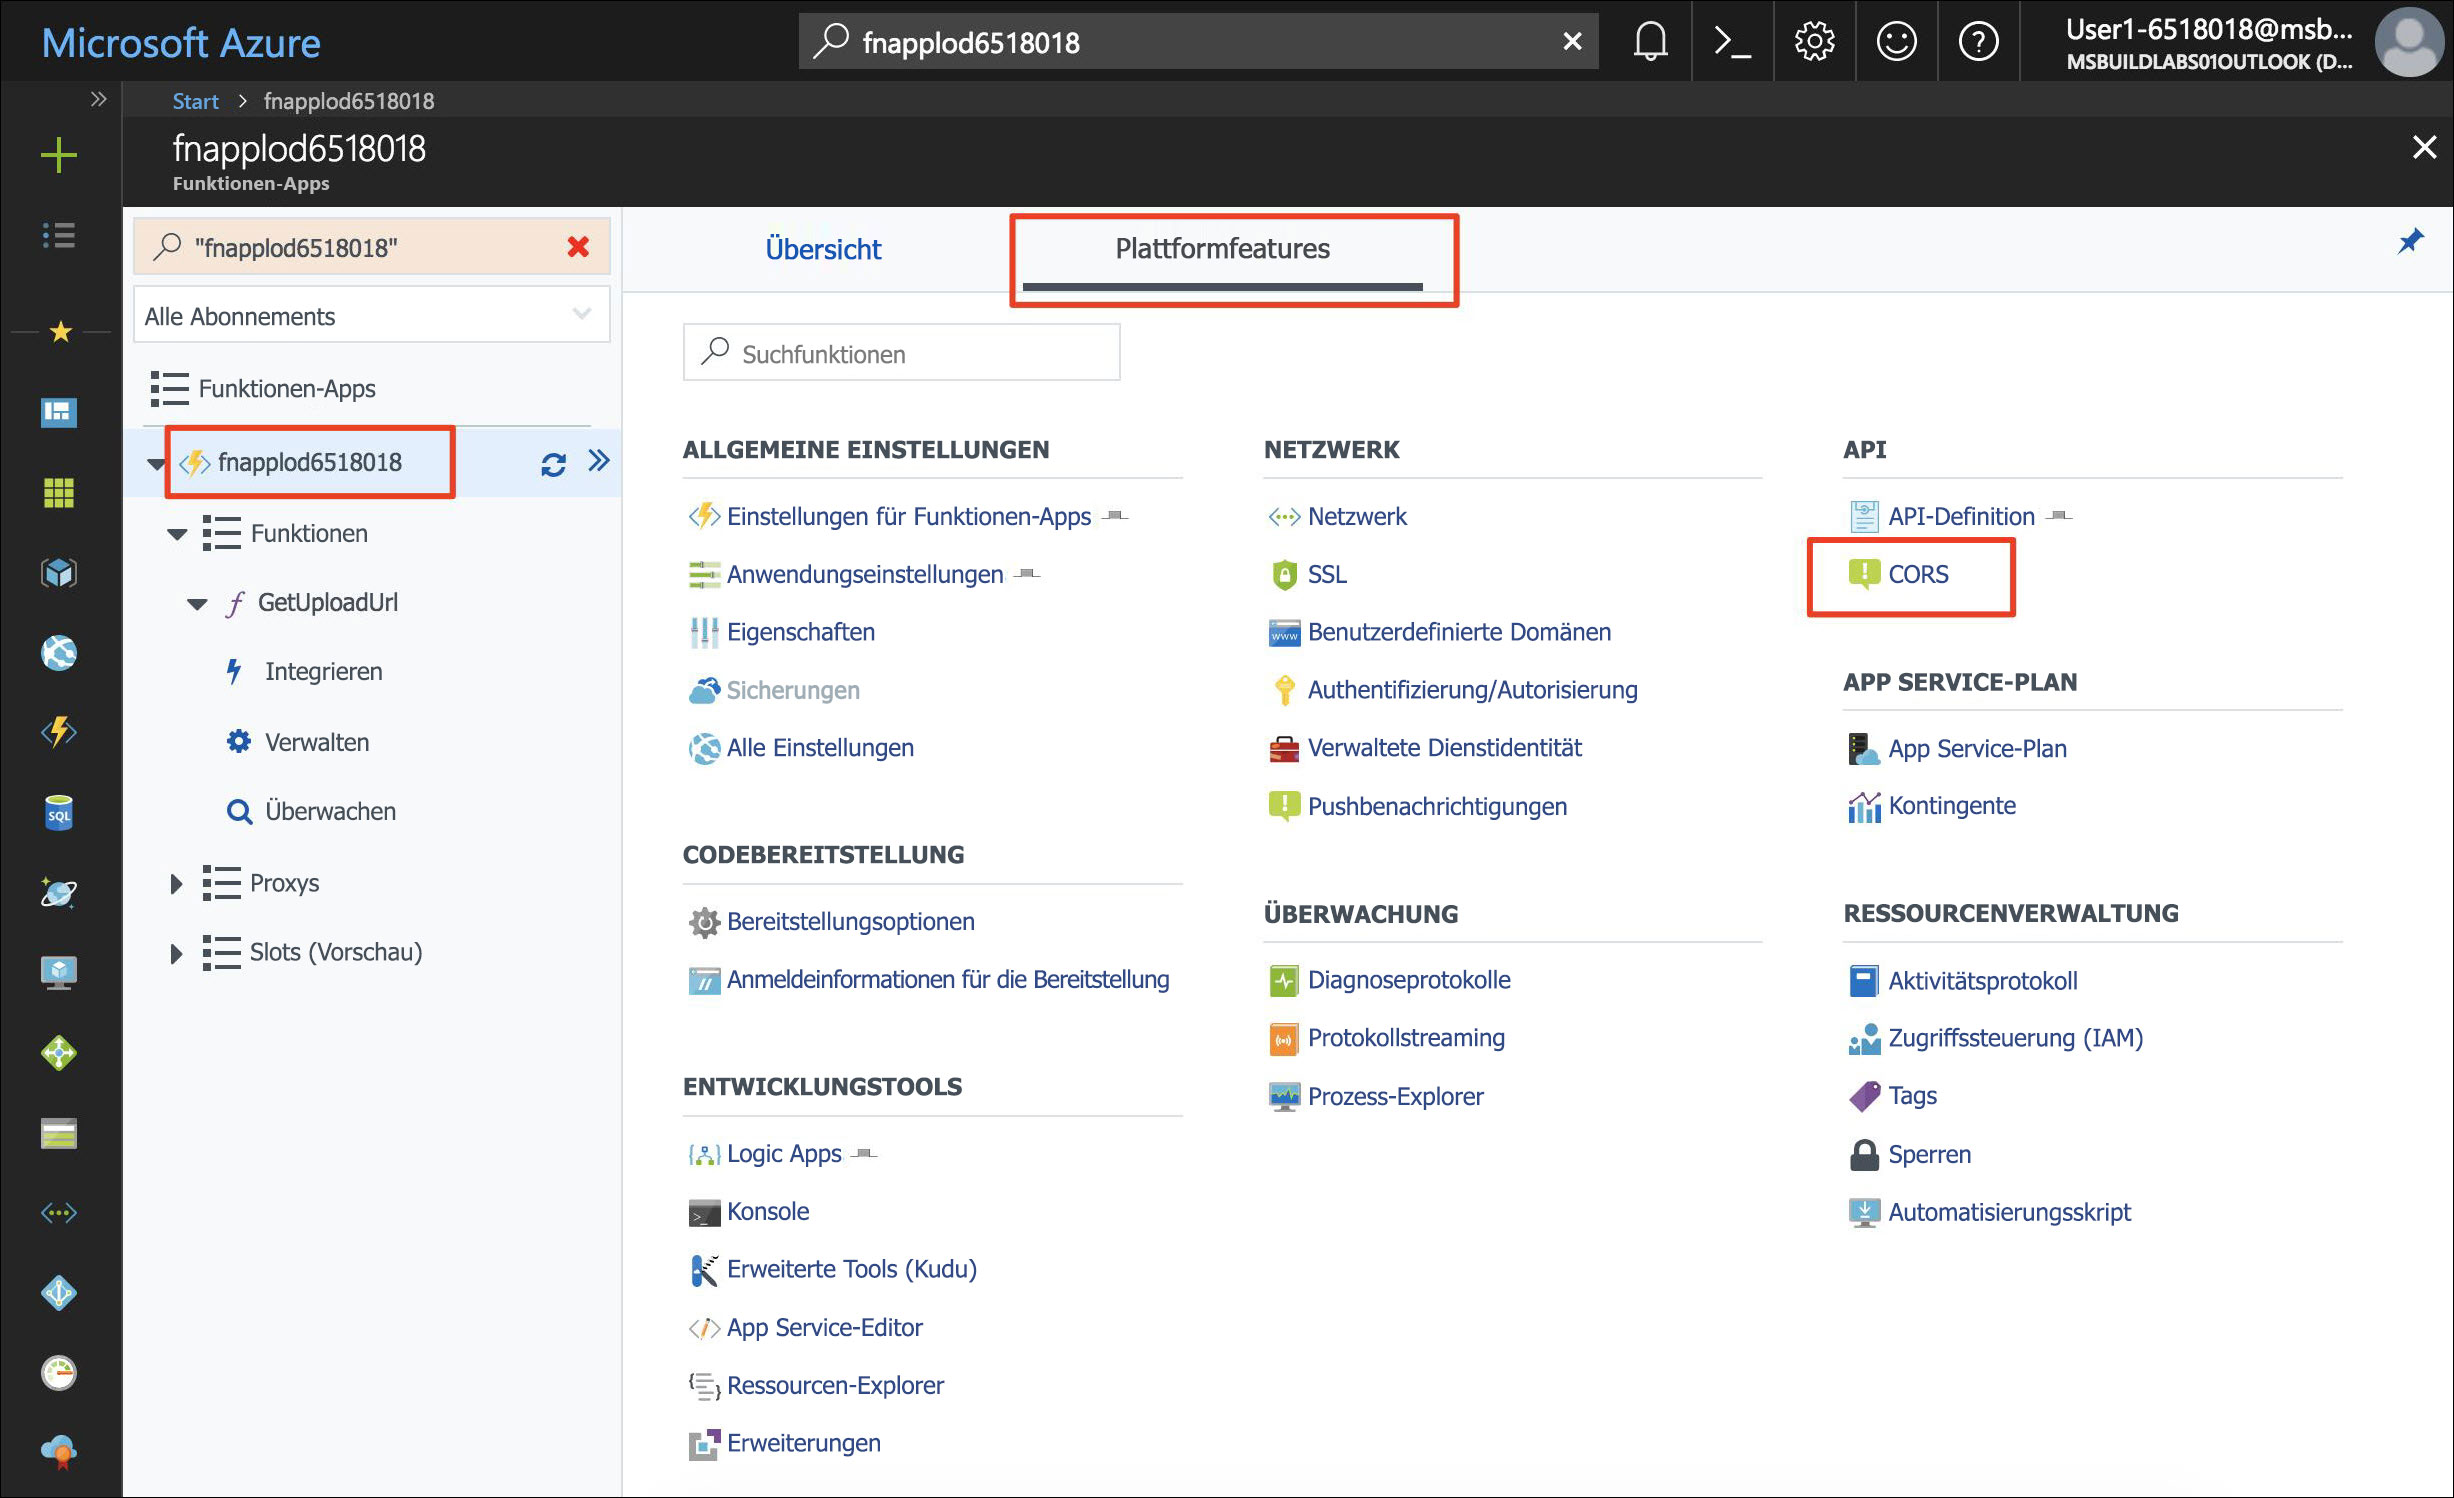 Microsoft Azure
fnapplod6518018
User1-6518018@msb...
MSBUILDLABS01OUTLOOK (D...
Start > fnapplod6518018
fnapplod6518018
Funktionen-Apps
"fnapplod6518018"
Alle Abonnements
Funktionen-Apps
fnapplod6518018
Funktionen
GetUploadUrl
Integrieren
Verwalten
Überwachen
Proxys
Slots (Vorschau)
Übersicht
Plattformfeatures
Suchfunktionen
ALLGEMEINE EINSTELLUNGEN
Einstellungen für Funktionen-Apps
Anwendungseinstellungen
Eigenschaften
Sicherungen
Alle Einstellungen
CODEBEREITSTELLUNG
Bereitstellungsoptionen
Anmeldeinformationen für die Bereitstellung
ENTWICKLUNGSTOOLS
Logic Apps
Konsole
Erweiterte Tools (Kudu)
App Service-Editor
Ressourcen-Explorer
Erweiterungen
NETZWERK
Netzwerk
SSL
Benutzerdefinierte Domänen
Authentifizierung/Autorisierung
Verwaltete Dienstidentität
Pushbenachrichtigungen
ÜBERWACHUNG
Diagnoseprotokolle
Protokollstreaming
Prozess-Explorer
API
API-Definition
CORS
APP SERVICE-PLAN
App Service-Plan
Kontingente
RESSOURCENVERWALTUNG
Aktivitätsprotokoll
Zugriffssteuerung (IAM)
Tags
Sperren
Automatisierungsskript
SQL
www